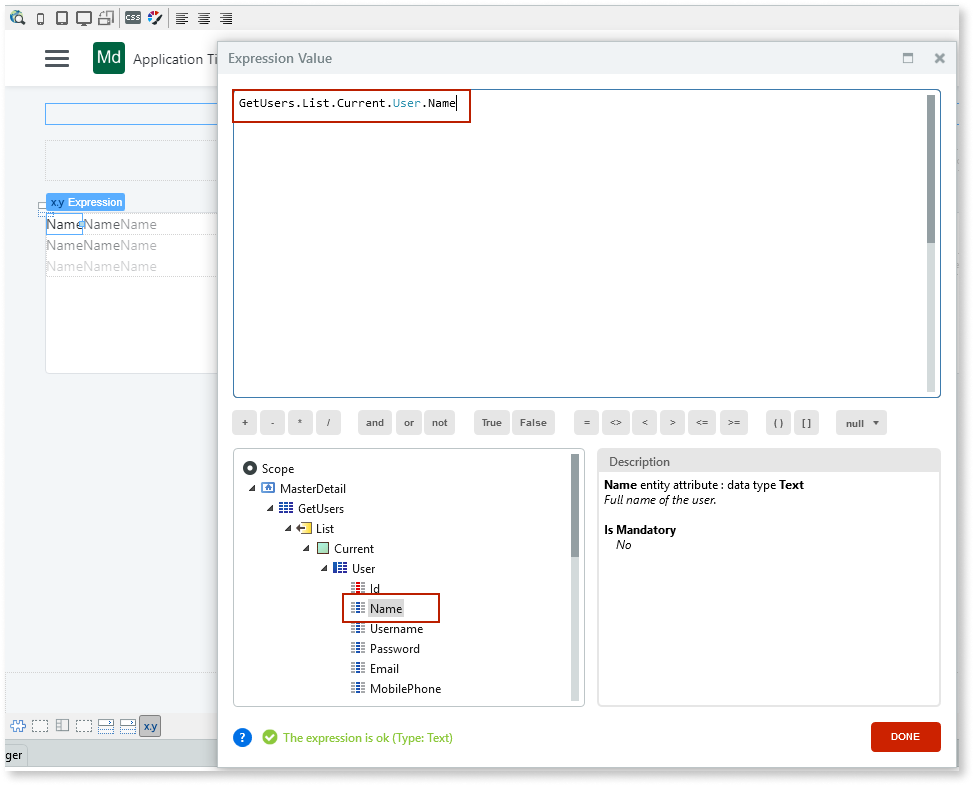 CSS
Md
Application Ti
Expression Value
GetUsers.List.Current.User.Name
x.y Expression
NameNameName
NameNameName
NameNameName
+ - * / and or not True False = <> < > <= >= ( ) [ ] null
Scope
MasterDetail
GetUsers
List
Current
User
Id
Name
Username
Password
Email
MobilePhone
Description
Name entity attribute : data type Text
Full name of the user.
Is Mandatory
No
x.y
ger
? The expression is ok (Type: Text)
DONE